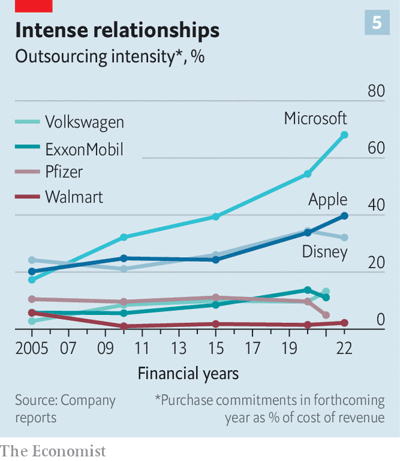 Intense relationships
5
Outsourcing intensity*, %
80
Volkswagen
Microsoft
ExxonMobil
60
Pfizer
Walmart
Apple
40
Disney
20
0
2005 07 09 11 13 15 17 19 22
Financial years
Source: Company
reports
*Purchase commitments in forthcoming
year as % of cost of revenue
The Economist